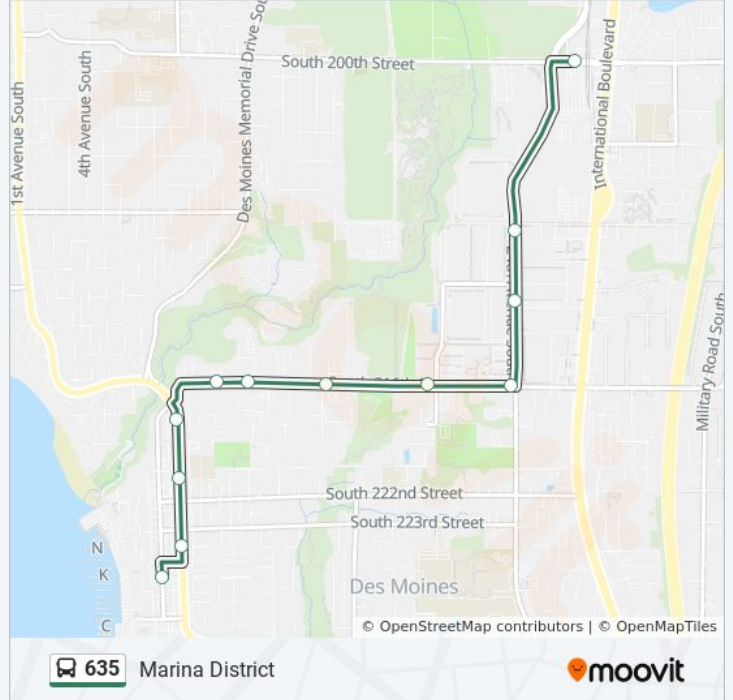 South 200th Street
International Boulevard
Des Moines Memorial Drive Sou
4th Avenue South
1st Avenue South
Military Road South
South 222nd Street
South 223rd Street
N
K
C
Des Moines
© OpenStreetMap contributors | © OpenMapTiles
635 Marina District
moovit